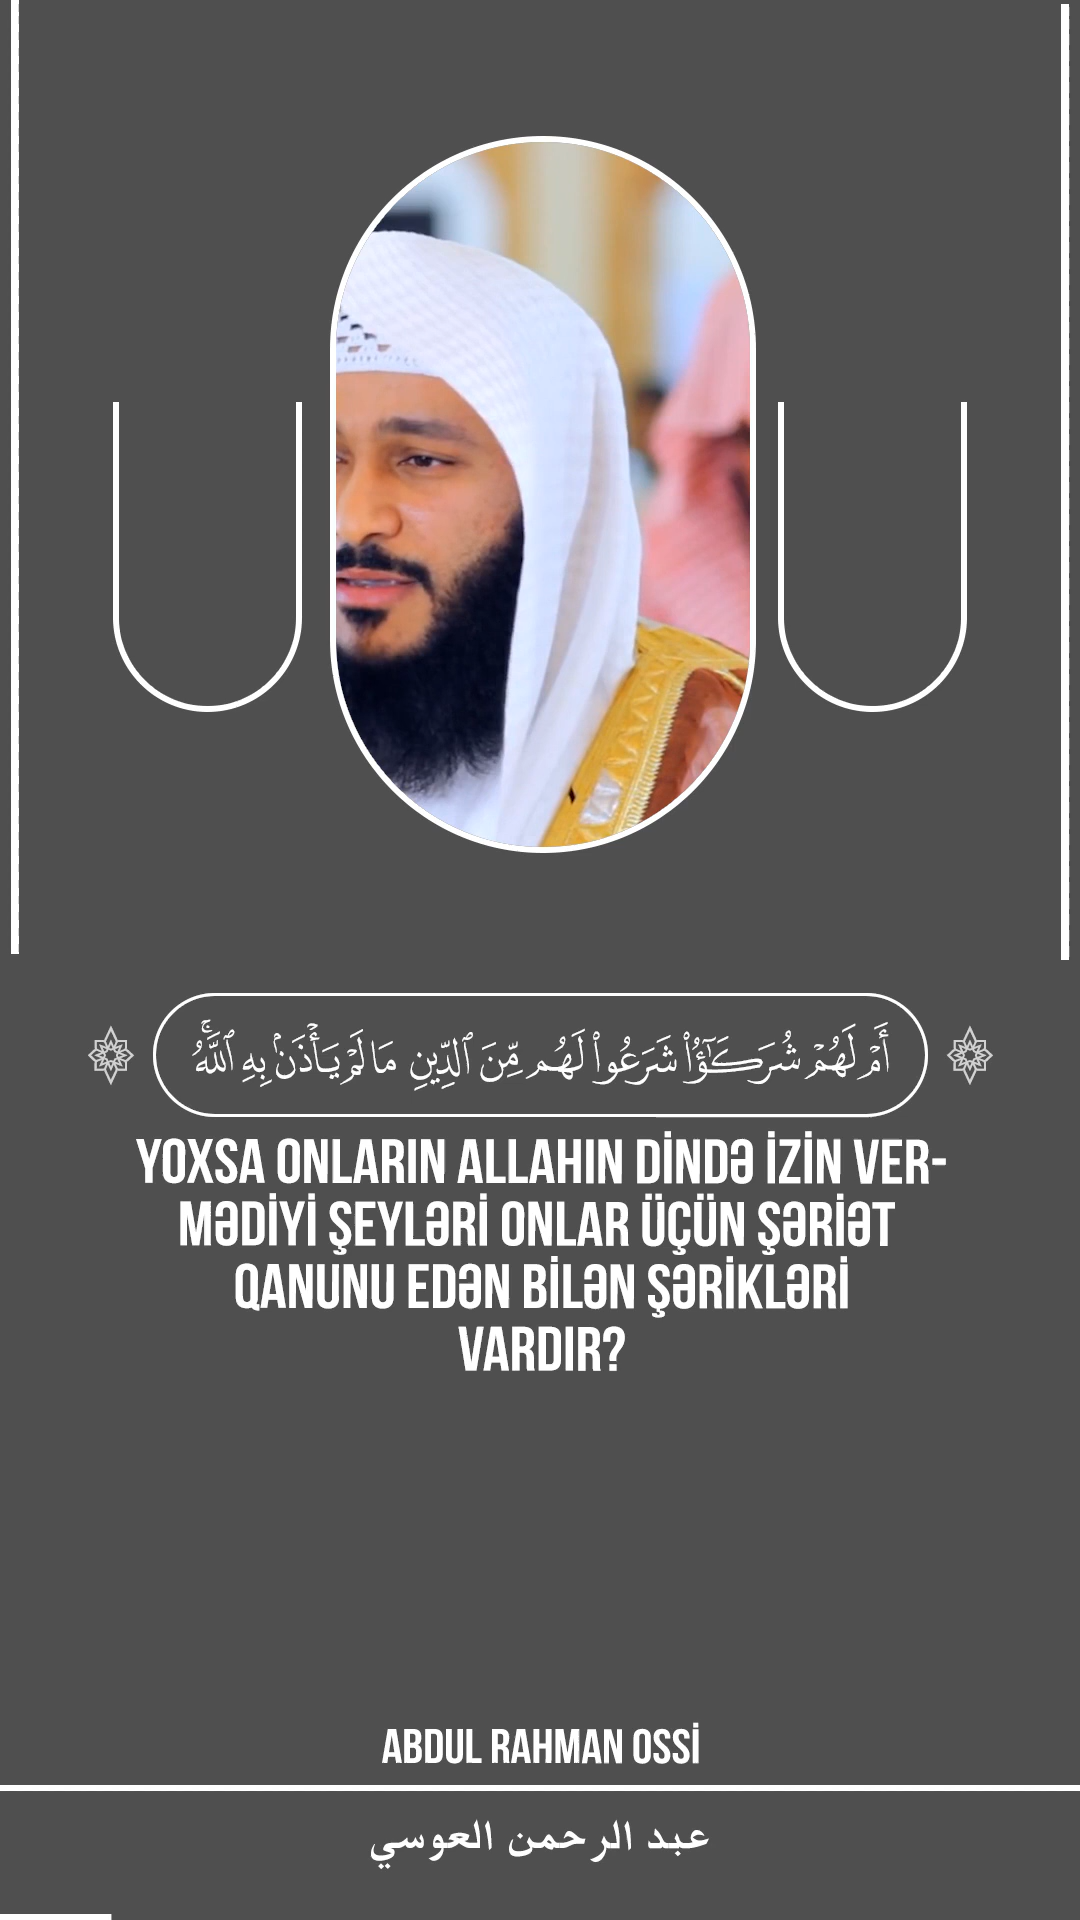 أَمْ لَهُمْ شُرَكَـٰٓؤُا۟ شَرَعُوا۟ لَهُم مِّنَ ٱلدِّينِ مَا لَمْ يَأْذَنۢ بِهِ ٱللَّهُ ۚ
YOXSA ONLARIN ALLAHIN DİNDƏ İZİN VER-
MƏDİYİ ŞEYLƏRİ ONLAR ÜÇÜN ŞƏRİƏT
QANUNU EDƏN BİLƏN ŞƏRİKLƏRİ
VARDIR?
ABDUL RAHMAN OSSİ
عبد الرحمن العوسي